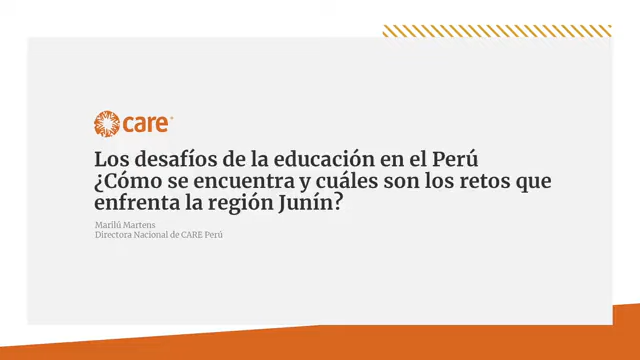 care
Los desafíos de la educación en el Perú
¿Cómo se encuentra y cuáles son los retos que
enfrenta la región Junín?
Marilú Martens
Directora Nacional de CARE Perú